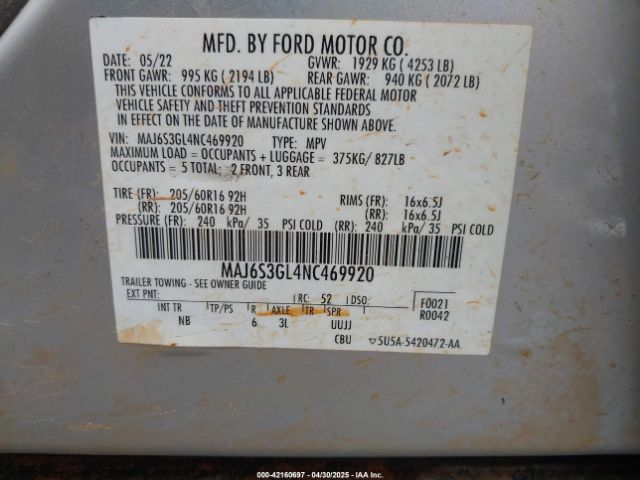 MFD. BY FORD MOTOR CO.
DATE: 05/22 GVWR: 1929 KG ( 4253 LB)
FRONT GAWR: 995 KG ( 2194 LB) REAR GAWR: 940 KG ( 2072 LB)
THIS VEHICLE CONFORMS TO ALL APPLICABLE FEDERAL MOTOR
VEHICLE SAFETY AND THEFT PREVENTION STANDARDS
IN EFFECT ON THE DATE OF MANUFACTURE SHOWN ABOVE.
VIN: MAJ6S3GL4NC469920 TYPE: MPV
MAXIMUM LOAD = OCCUPANTS + LUGGAGE = 375KG/ 827LB
OCCUPANTS = 5 TOTAL: 2 FRONT, 3 REAR
TIRE (FR): 205/60R16 92H RIMS (FR): 16x6.5J
(RR): 205/60R16 92H (RR): 16x6.5J
PRESSURE (FR): 240 kPa/ 35 PSI COLD (RR): 240 kPa/ 35 PSI COLD
MAJ6S3GL4NC469920
TRAILER TOWING - SEE OWNER GUIDE
EXT PNT: RC: 52 DSO: F0021
INT TR TP/PS R AXLE TR SPR R0042
NB 6 3L UUJJ
CBU SU5A-5420472-AA
000-42160697 - 04/30/2025 - IAAI.COM